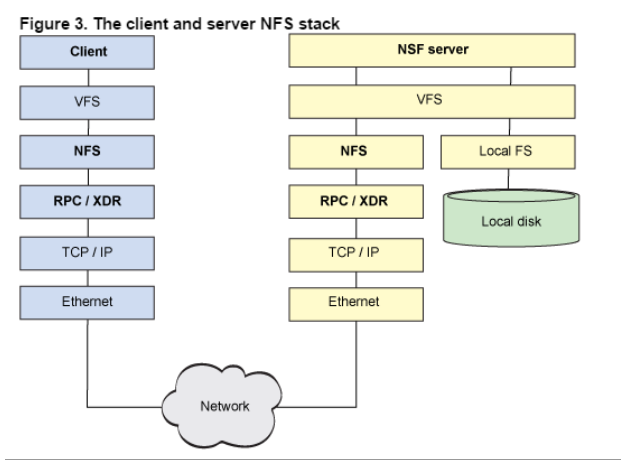 Figure 3. The client and server NFS stack
Client
NSF server
VFS
VFS
NFS
NFS
Local FS
RPC / XDR
RPC / XDR
Local disk
TCP / IP
TCP / IP
Ethernet
Ethernet
Network